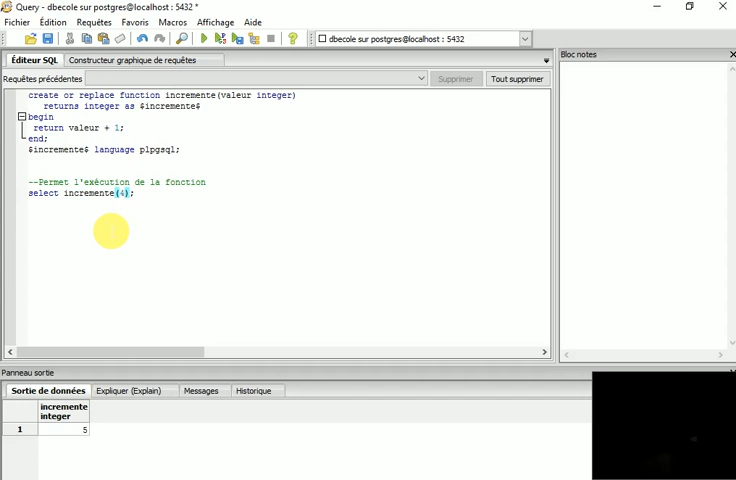 Query - dbecole sur postgres@localhost : 5432 *
Fichier Édition Requêtes Favoris Macros Affichage Aide
dbecole sur postgres@localhost : 5432
Éditeur SQL Constructeur graphique de requêtes
Bloc notes
Requêtes précédentes Supprimer Tout supprimer
create or replace function incremente(valeur integer)
returns integer as $incremente$
begin
return valeur + 1;
end;
$incremente$ language plpgsql;
--Permet l'exécution de la fonction
select incremente(4);
Panneau sortie
Sortie de données Expliquer (Explain) Messages Historique
incremente
integer
1 5